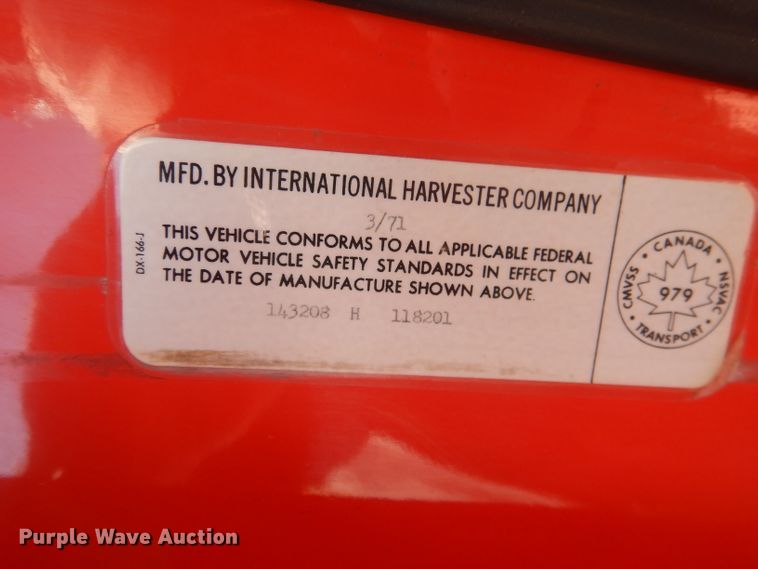 MFD. BY INTERNATIONAL HARVESTER COMPANY
3/71
THIS VEHICLE CONFORMS TO ALL APPLICABLE FEDERAL
MOTOR VEHICLE SAFETY STANDARDS IN EFFECT ON
THE DATE OF MANUFACTURE SHOWN ABOVE.
143208 H 118201
DX-166-J
CANADA
CMVSS
979
NSVAC
TRANSPORT
Purple Wave Auction